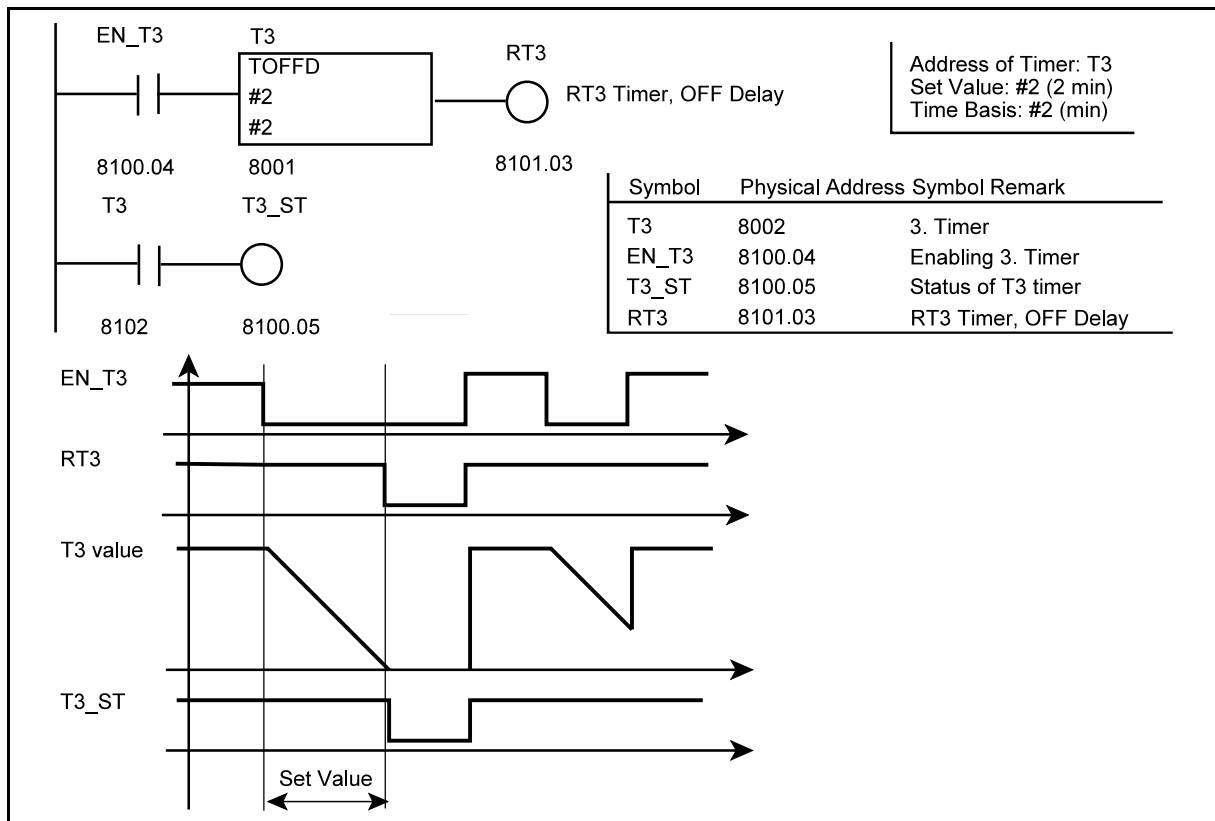 EN_T3 T3
RT3
TOFFD
#2
#2
RT3 Timer, OFF Delay
8100.04 8001 8101.03
T3 T3_ST
8102 8100.05
Address of Timer: T3
Set Value: #2 (2 min)
Time Basis: #2 (min)
Symbol Physical Address Symbol Remark
T3 8002 3. Timer
EN_T3 8100.04 Enabling 3. Timer
T3_ST 8100.05 Status of T3 timer
RT3 8101.03 RT3 Timer, OFF Delay
EN_T3
RT3
T3 value
T3_ST
Set Value